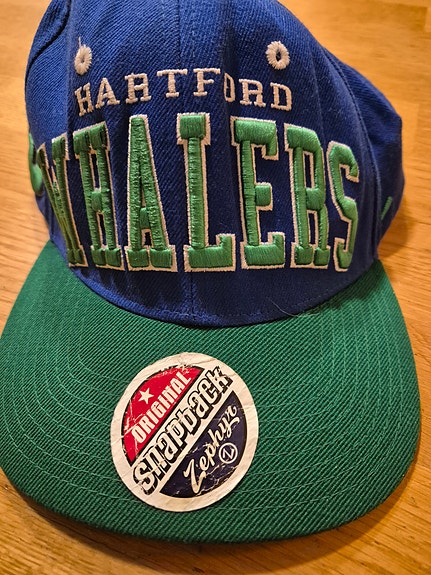 HARTFORD
WHALERS
ORIGINAL
Snapback
Zephyr
Z